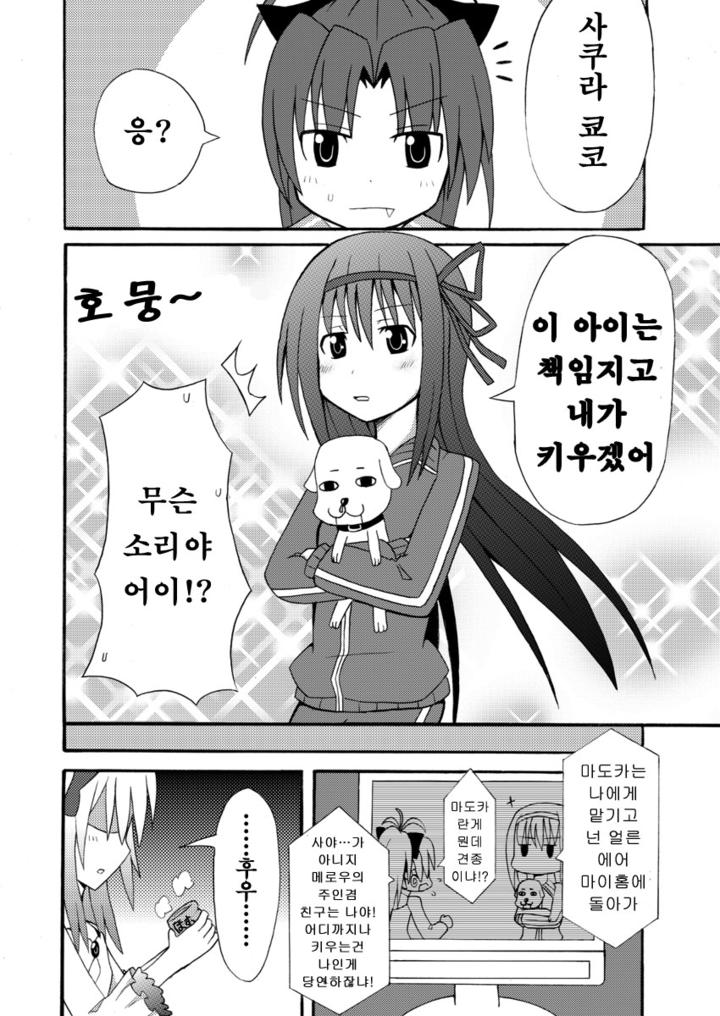 사쿠라 쿄코
응?
이 아이는
책임지고
내가
키우겠어
호뭉~
무슨
소리야
어이!?
마도카는
나에게
맡기고
넌 얼른
에어
마이홈에
돌아가
마도카
란게
뭔데
견종
이냐!?
사야…가
아니지
메로우의
주인겸
친구는 나야!
어디까지나
키우는건
나인게
당연하잖냐!
……후우……
ほむ